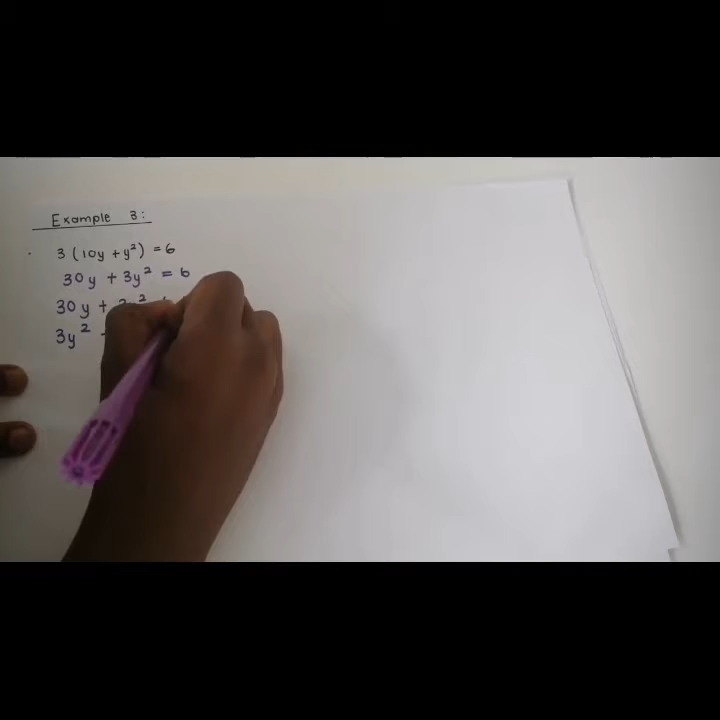 Example 3:
3(10y + y²) = 6
30y + 3y² = 6
30y +
3y²